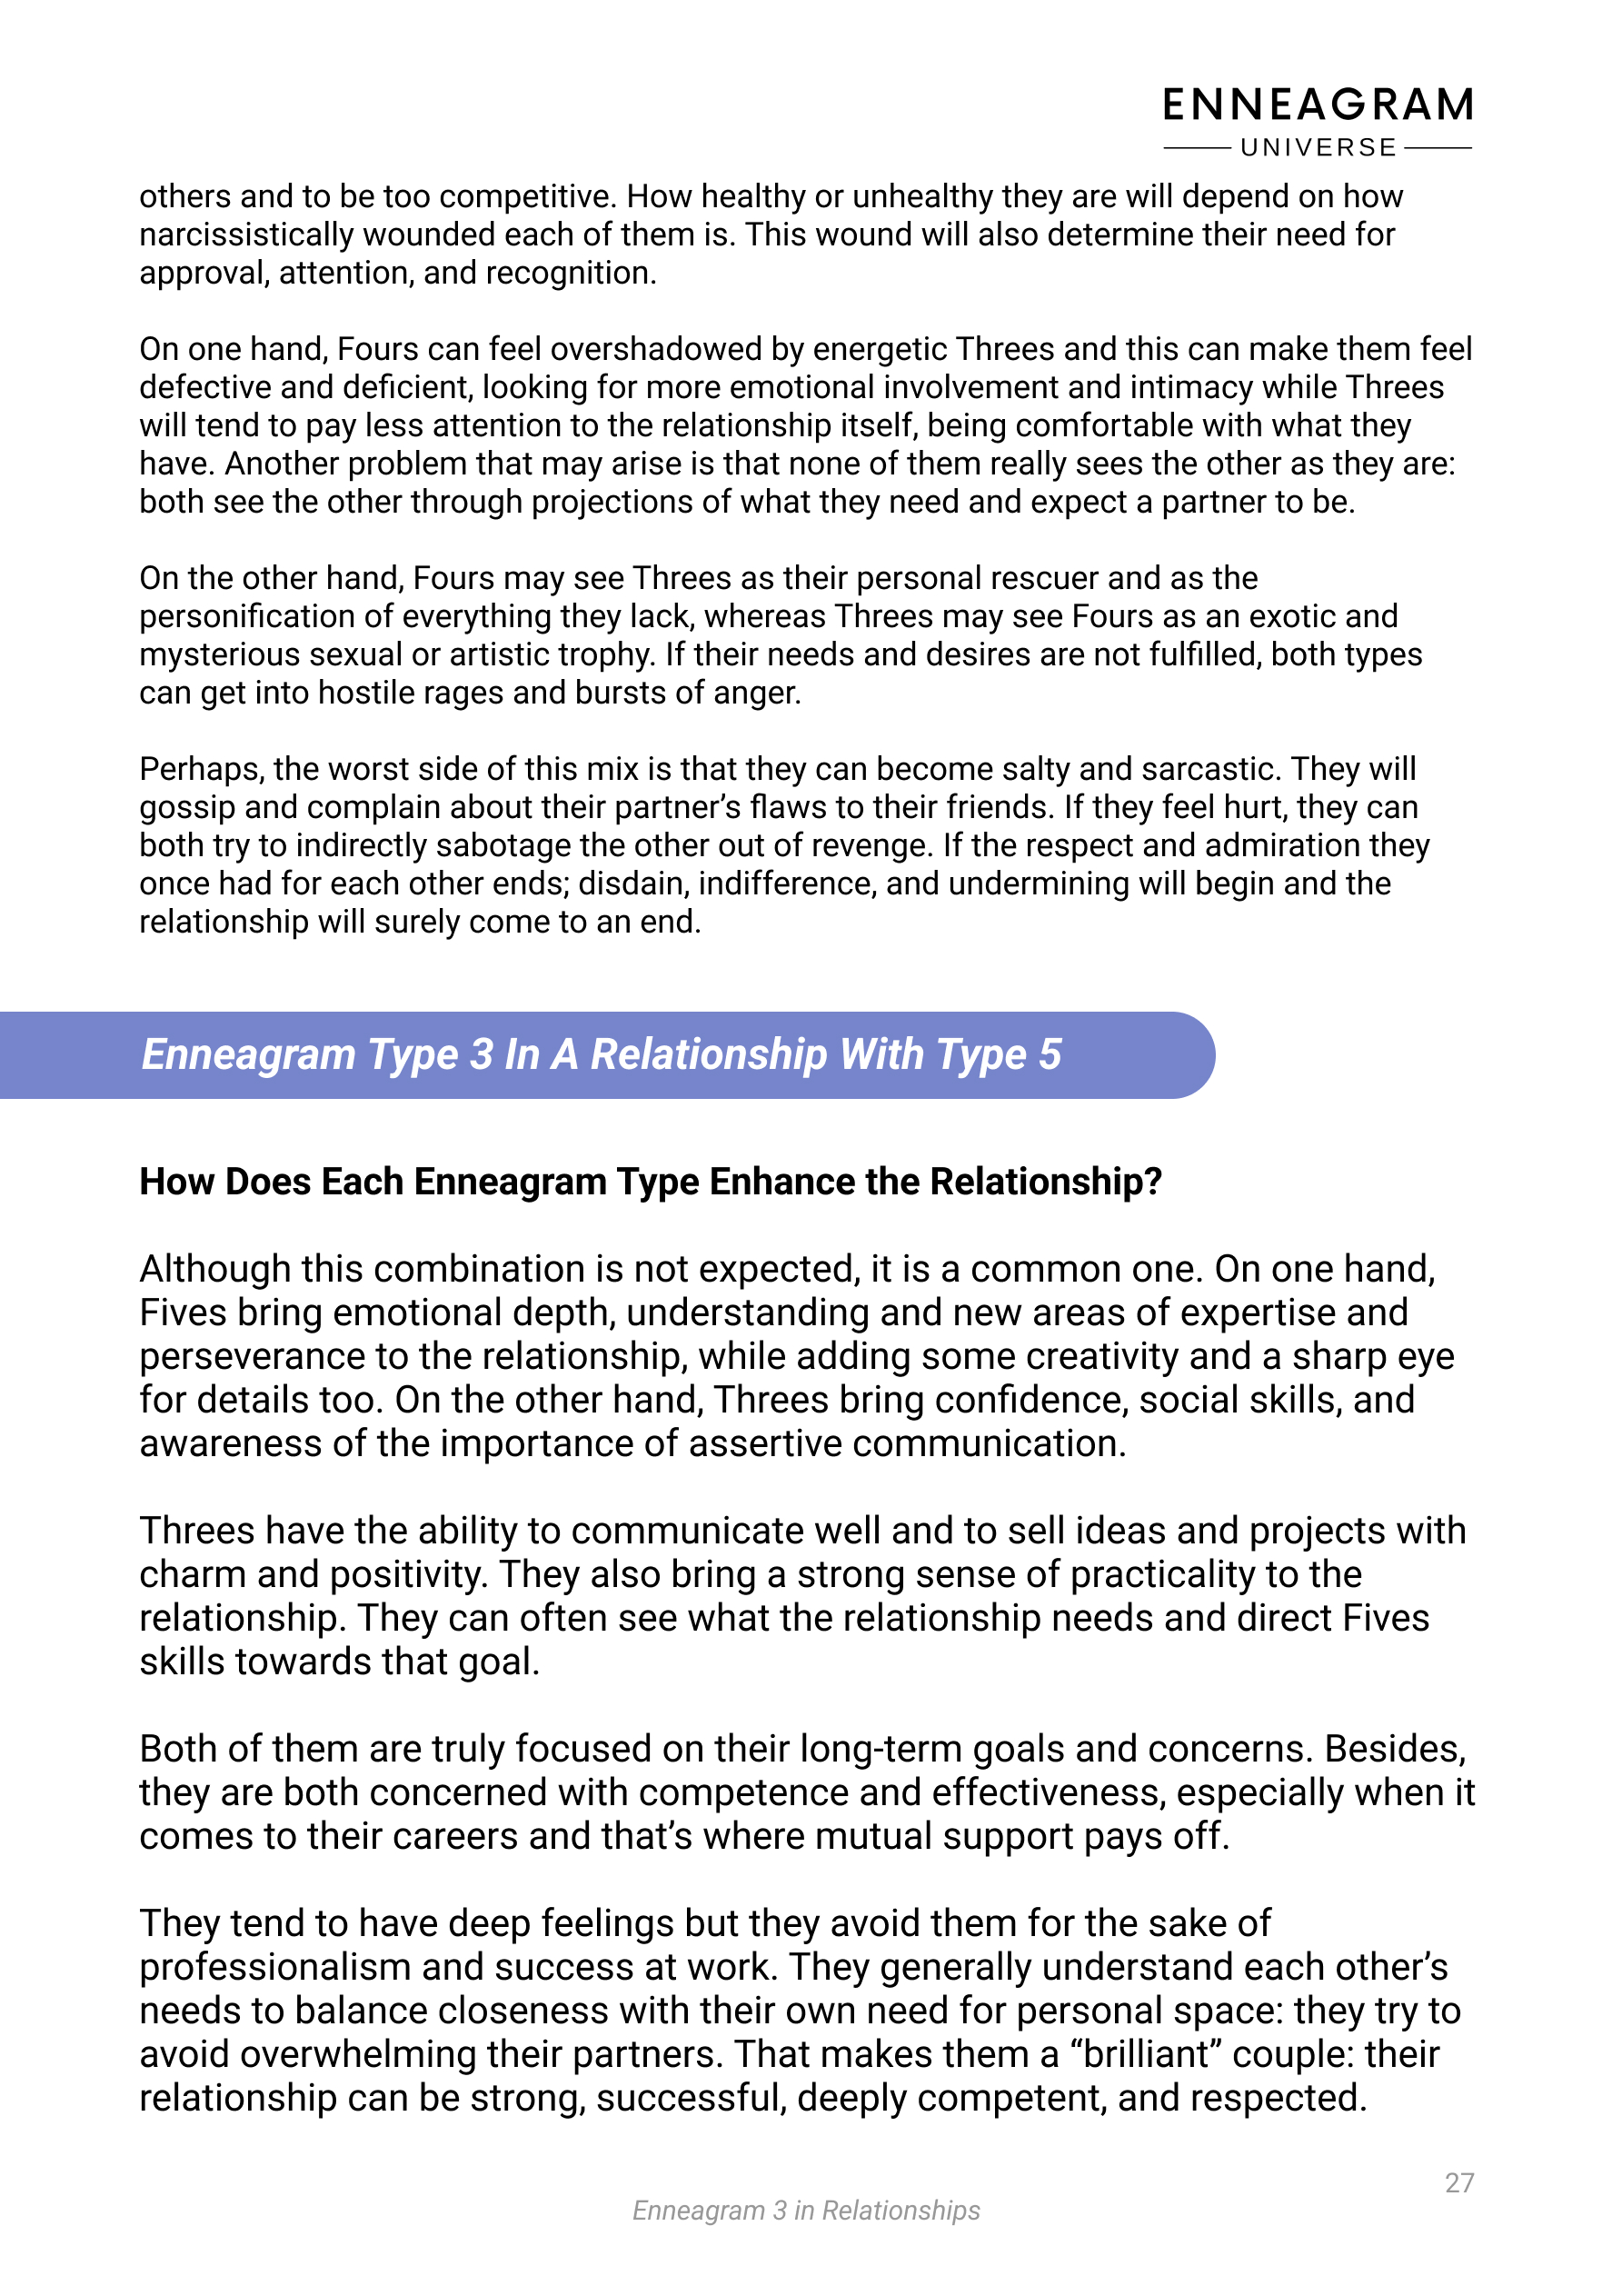 ENNEAGRAM
UNIVERSE
others and to be too competitive. How healthy or unhealthy they are will depend on how
narcissistically wounded each of them is. This wound will also determine their need for
approval, attention, and recognition.
On one hand, Fours can feel overshadowed by energetic Threes and this can make them feel
defective and deficient, looking for more emotional involvement and intimacy while Threes
will tend to pay less attention to the relationship itself, being comfortable with what they
have. Another problem that may arise is that none of them really sees the other as they are:
both see the other through projections of what they need and expect a partner to be.
On the other hand, Fours may see Threes as their personal rescuer and as the
personification of everything they lack, whereas Threes may see Fours as an exotic and
mysterious sexual or artistic trophy. If their needs and desires are not fulfilled, both types
can get into hostile rages and bursts of anger.
Perhaps, the worst side of this mix is that they can become salty and sarcastic. They will
gossip and complain about their partner’s flaws to their friends. If they feel hurt, they can
both try to indirectly sabotage the other out of revenge. If the respect and admiration they
once had for each other ends; disdain, indifference, and undermining will begin and the
relationship will surely come to an end.
Enneagram Type 3 In A Relationship With Type 5
How Does Each Enneagram Type Enhance the Relationship?
Although this combination is not expected, it is a common one. On one hand,
Fives bring emotional depth, understanding and new areas of expertise and
perseverance to the relationship, while adding some creativity and a sharp eye
for details too. On the other hand, Threes bring confidence, social skills, and
awareness of the importance of assertive communication.
Threes have the ability to communicate well and to sell ideas and projects with
charm and positivity. They also bring a strong sense of practicality to the
relationship. They can often see what the relationship needs and direct Fives
skills towards that goal.
Both of them are truly focused on their long-term goals and concerns. Besides,
they are both concerned with competence and effectiveness, especially when it
comes to their careers and that’s where mutual support pays off.
They tend to have deep feelings but they avoid them for the sake of
professionalism and success at work. They generally understand each other’s
needs to balance closeness with their own need for personal space: they try to
avoid overwhelming their partners. That makes them a “brilliant” couple: their
relationship can be strong, successful, deeply competent, and respected.
27
Enneagram 3 in Relationships